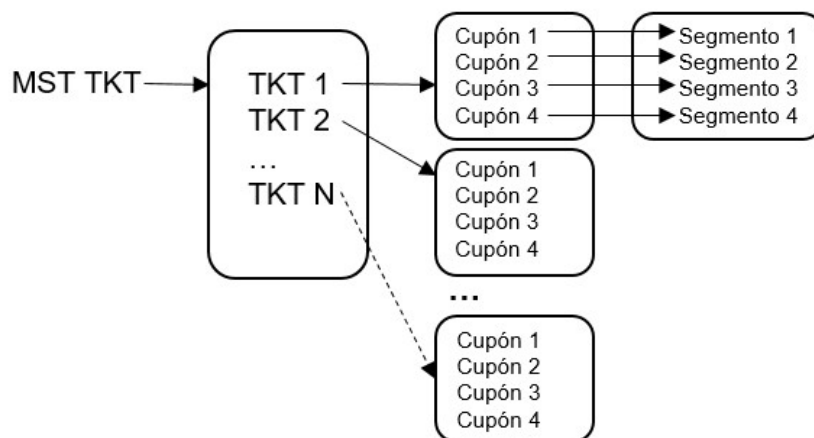 MST TKT
TKT 1
TKT 2
...
TKT N
Cupón 1
Cupón 2
Cupón 3
Cupón 4
Segmento 1
Segmento 2
Segmento 3
Segmento 4
Cupón 1
Cupón 2
Cupón 3
Cupón 4
...
Cupón 1
Cupón 2
Cupón 3
Cupón 4